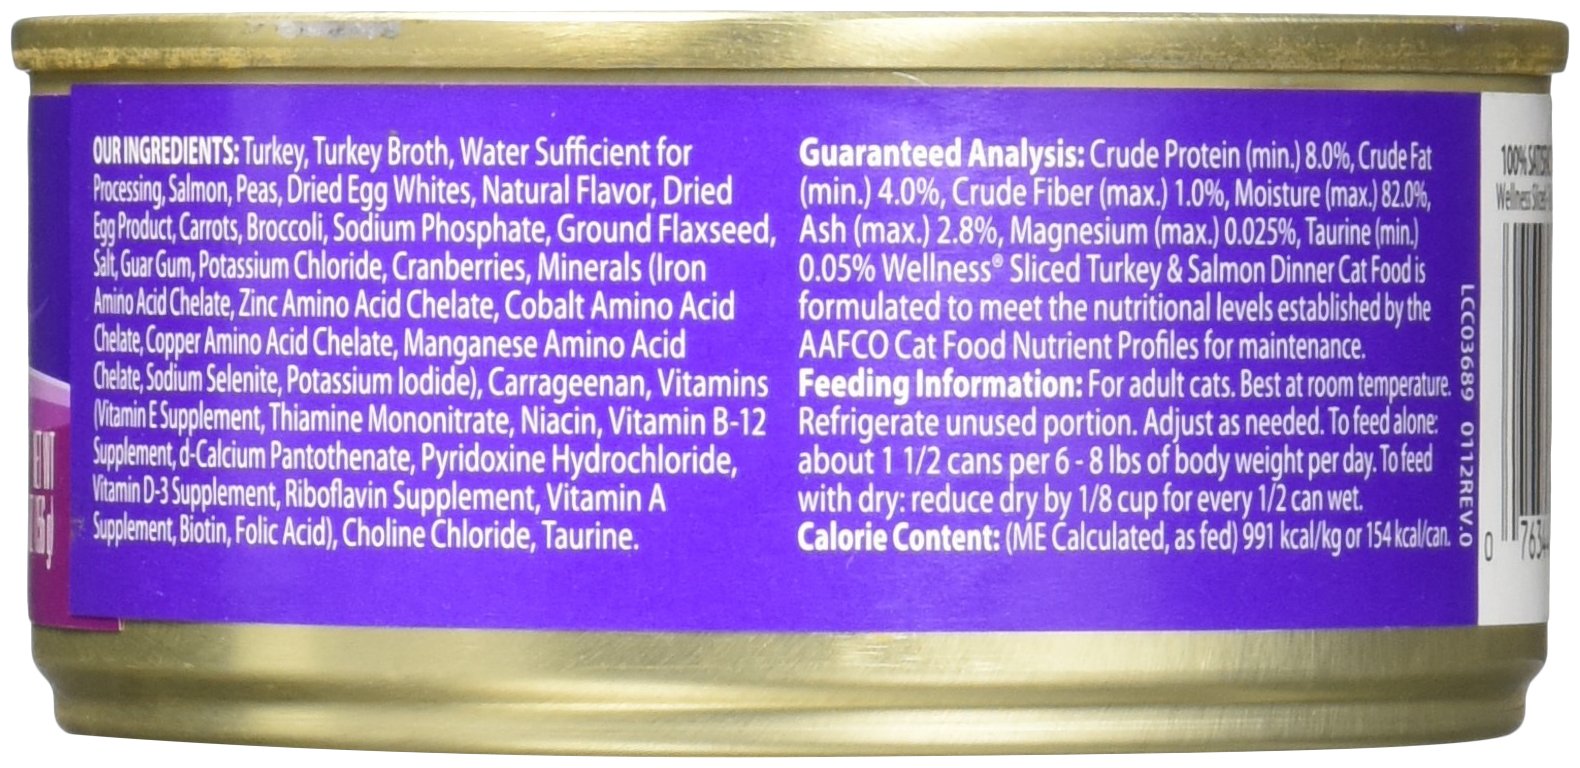 OUR INGREDIENTS: Turkey, Turkey Broth, Water Sufficient for
Processing, Salmon, Peas, Dried Egg Whites, Natural Flavor, Dried
Egg Product, Carrots, Broccoli, Sodium Phosphate, Ground Flaxseed,
Salt, Guar Gum, Potassium Chloride, Cranberries, Minerals (Iron
Amino Acid Chelate, Zinc Amino Acid Chelate, Cobalt Amino Acid
Chelate, Copper Amino Acid Chelate, Manganese Amino Acid
Chelate, Sodium Selenite, Potassium Iodide), Carrageenan, Vitamins
(Vitamin E Supplement, Thiamine Mononitrate, Niacin, Vitamin B-12
Supplement, d-Calcium Pantothenate, Pyridoxine Hydrochloride,
Vitamin D-3 Supplement, Riboflavin Supplement, Vitamin A
Supplement, Biotin, Folic Acid), Choline Chloride, Taurine.
Guaranteed Analysis: Crude Protein (min.) 8.0%, Crude Fat
(min.) 4.0%, Crude Fiber (max.) 1.0%, Moisture (max.) 82.0%,
Ash (max.) 2.8%, Magnesium (max.) 0.025%, Taurine (min.)
0.05% Wellness® Sliced Turkey & Salmon Dinner Cat Food is
formulated to meet the nutritional levels established by the
AAFCO Cat Food Nutrient Profiles for maintenance.
Feeding Information: For adult cats. Best at room temperature.
Refrigerate unused portion. Adjust as needed. To feed alone:
about 1 1/2 cans per 6 - 8 lbs of body weight per day. To feed
with dry: reduce dry by 1/8 cup for every 1/2 can wet.
Calorie Content: (ME Calculated, as fed) 991 kcal/kg or 154 kcal/can.
LCC03689 0112REV.0
100%
Wellness Sliced
0 7634